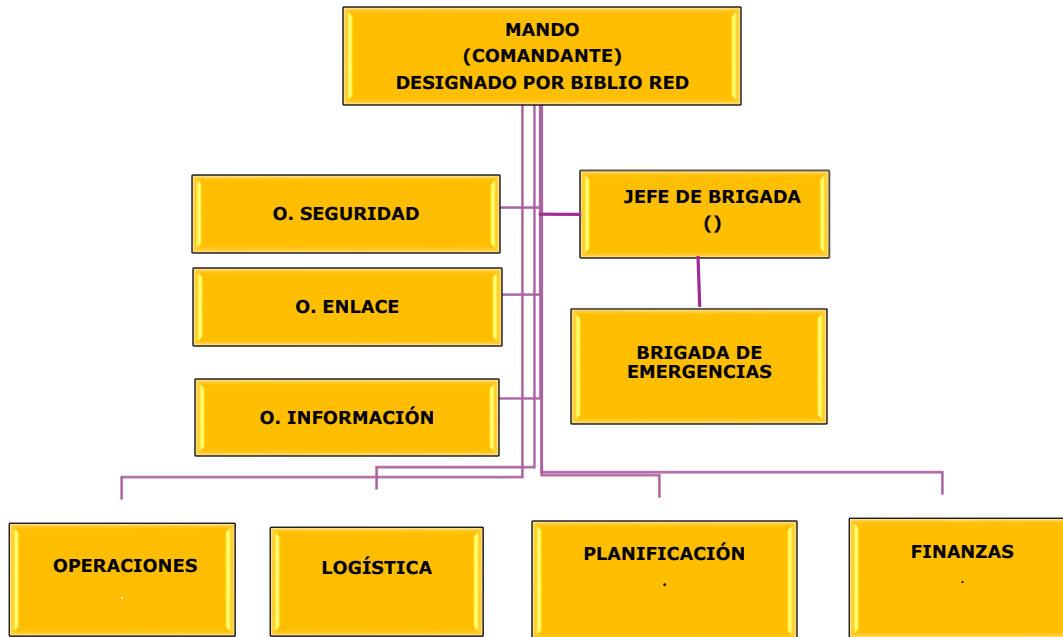 MANDO
(COMANDANTE)
DESIGNADO POR BIBLIO RED
O. SEGURIDAD
JEFE DE BRIGADA
()
O. ENLACE
BRIGADA DE
EMERGENCIAS
O. INFORMACIÓN
OPERACIONES
.
LOGÍSTICA
PLANIFICACIÓN
.
FINANZAS
.